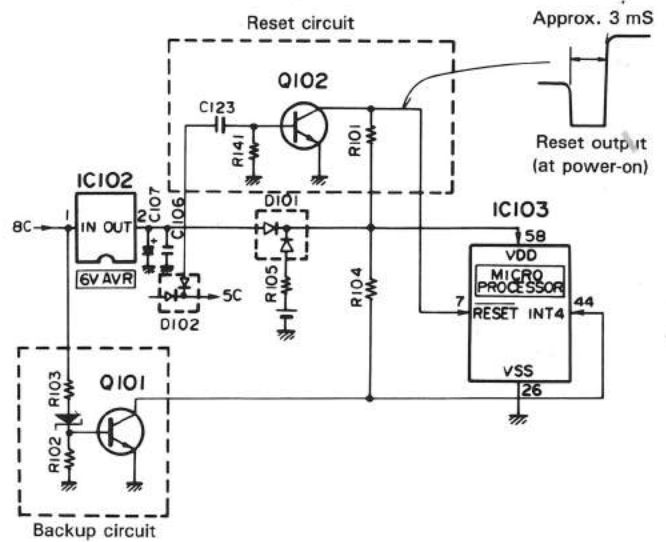 Reset circuit
Approx. 3 mS
Q102
C123
R141
R101
Reset output
(at power-on)
IC102
C107
C106
D101
IC103
8C
1
IN OUT
2
58
VDD
6V AVR
R105
R104
MICRO
PROCESSOR
5C
D102
7
RESET INT4
44
VSS
26
R103
Q101
R102
Backup circuit